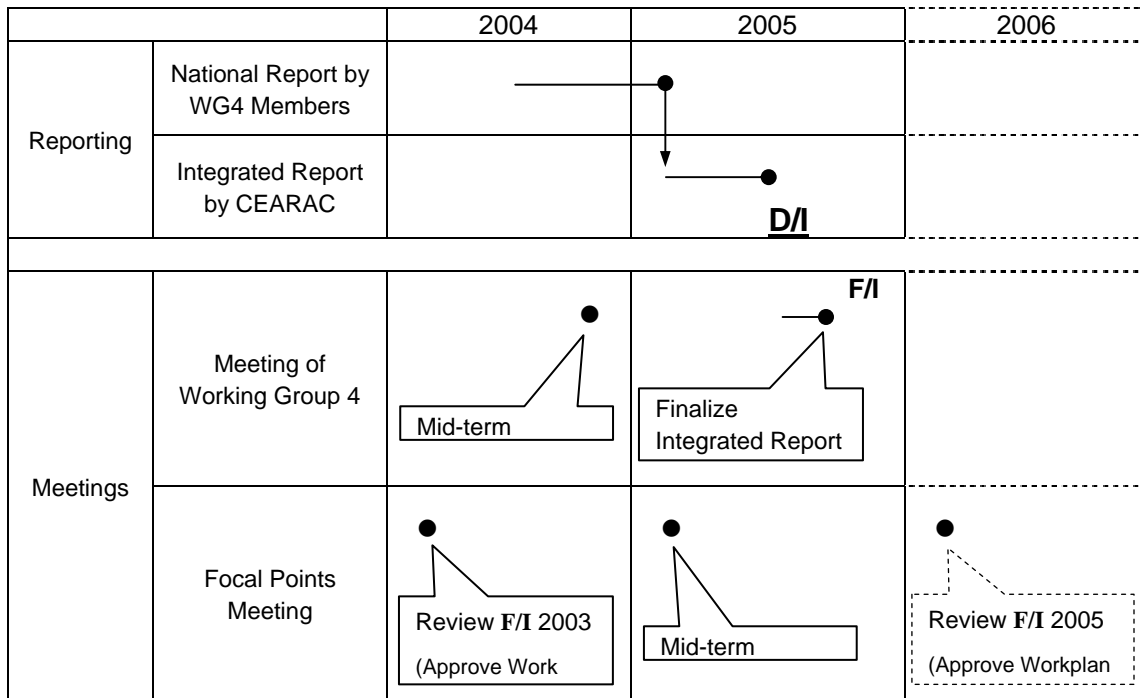 2004
2005
2006
Reporting
National Report by
WG4 Members
Integrated Report
by CEARAC
D/I
Meetings
Meeting of
Working Group 4
Mid-term
F/I
Finalize
Integrated Report
Focal Points
Meeting
Review F/I 2003
(Approve Work
Mid-term
Review F/I 2005
(Approve Workplan